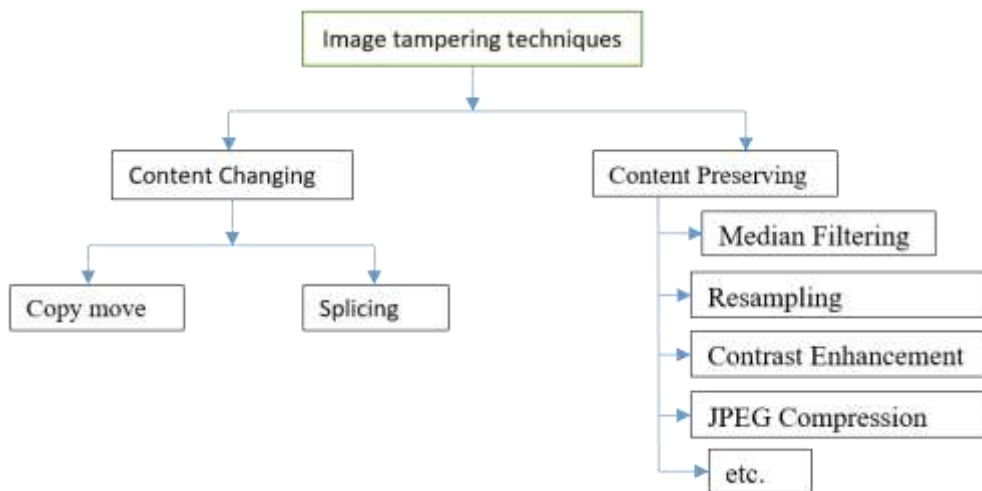 Image tampering techniques
Content Changing
Content Preserving
Copy move
Splicing
Median Filtering
Resampling
Contrast Enhancement
JPEG Compression
etc.